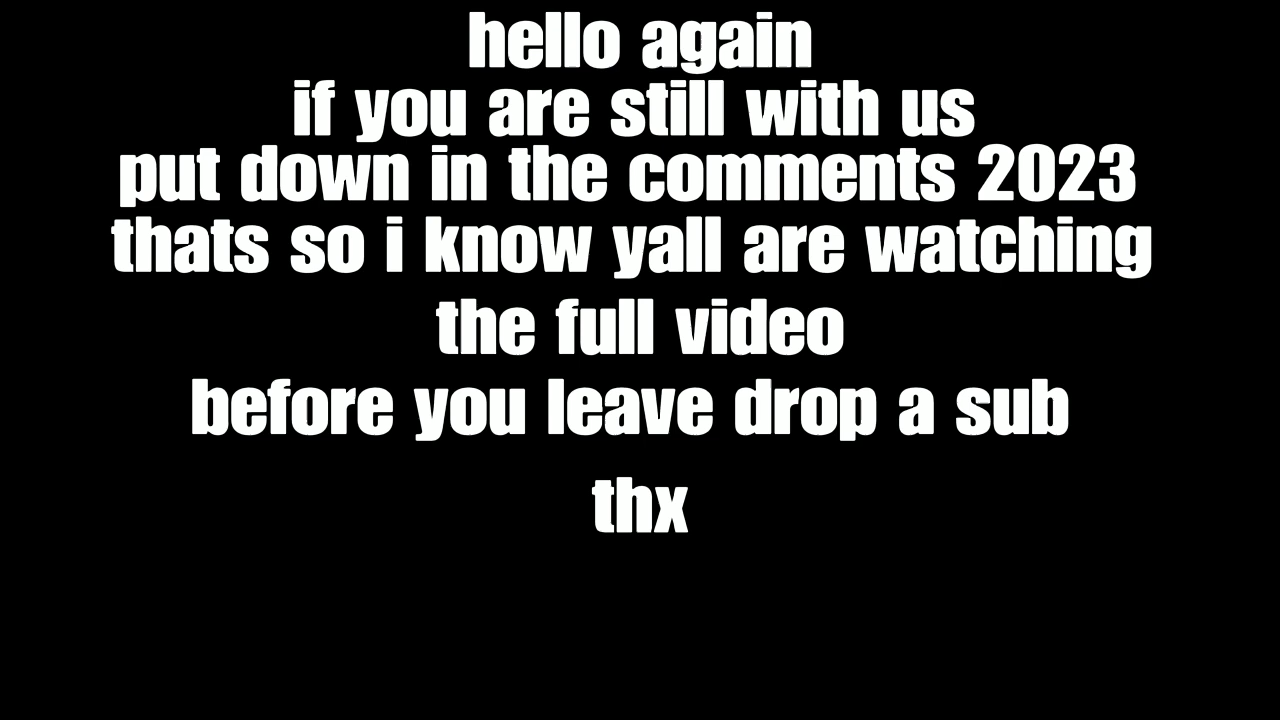 hello again
if you are still with us
put down in the comments 2023
thats so i know yall are watching
the full video
before you leave drop a sub
thx